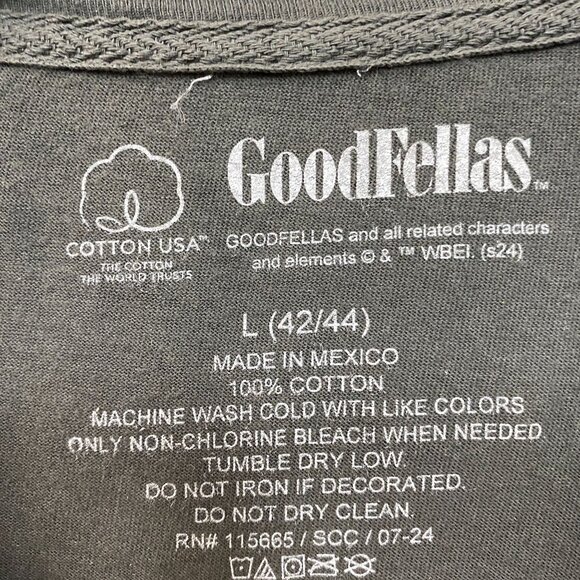 GoodFellas™
COTTON USA™
THE COTTON
THE WORLD TRUSTS
GOODFELLAS and all related characters
and elements © & ™ WBEI. (s24)
L (42/44)
MADE IN MEXICO
100% COTTON
MACHINE WASH COLD WITH LIKE COLORS
ONLY NON-CHLORINE BLEACH WHEN NEEDED
TUMBLE DRY LOW.
DO NOT IRON IF DECORATED.
DO NOT DRY CLEAN.
RN# 115665 / SCC / 07-24